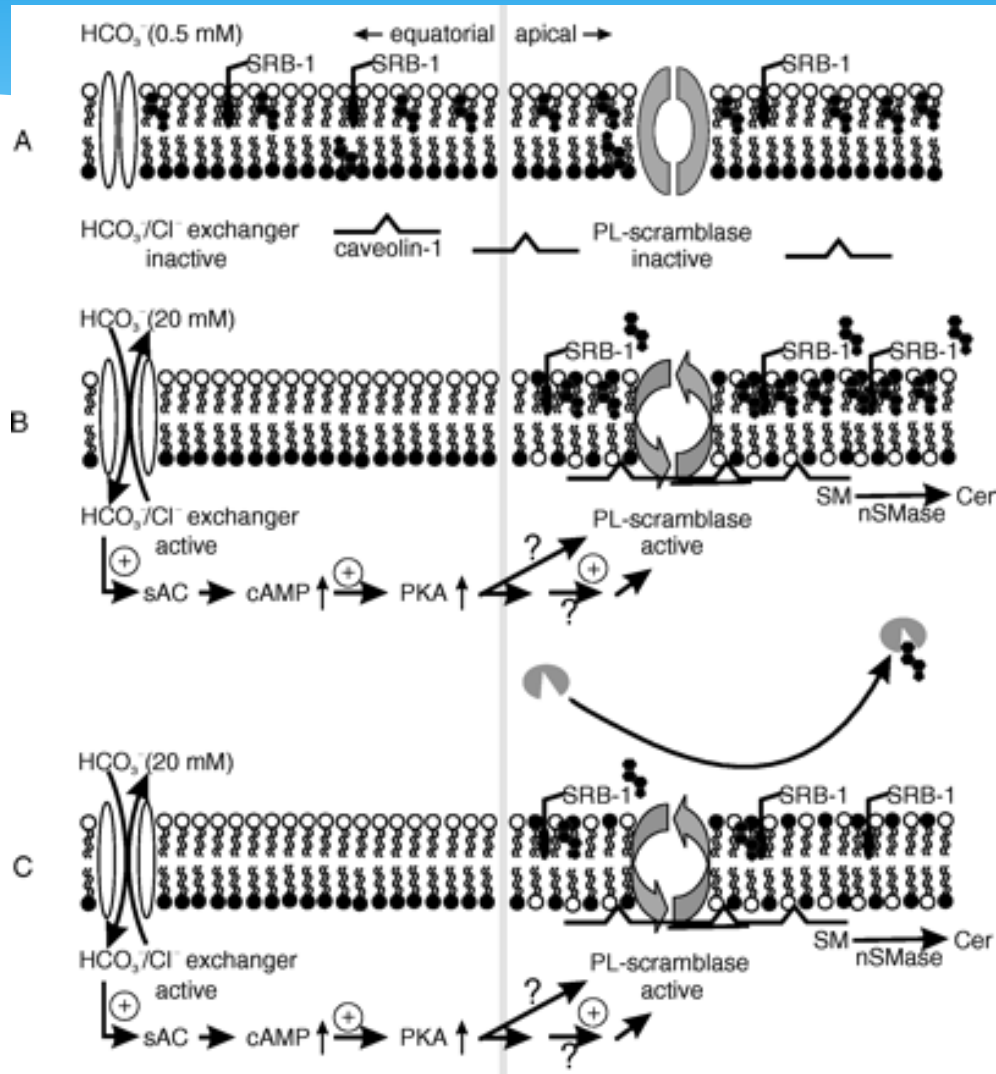 HCO₃⁻(0.5 mM)
← equatorial apical →
SRB-1 SRB-1 SRB-1
A
HCO₃⁻/Cl⁻ exchanger
inactive
caveolin-1
PL-scramblase
inactive
HCO₃⁻(20 mM)
SRB-1 SRB-1 SRB-1
B
SM Cer
nSMase
HCO₃⁻/Cl⁻ exchanger
active
PL-scramblase
active
+ + ? +
sAC cAMP PKA
?
HCO₃⁻(20 mM)
SRB-1 SRB-1 SRB-1
C
SM Cer
nSMase
HCO₃⁻/Cl⁻ exchanger
active
PL-scramblase
active
+ + ? +
sAC cAMP PKA
?